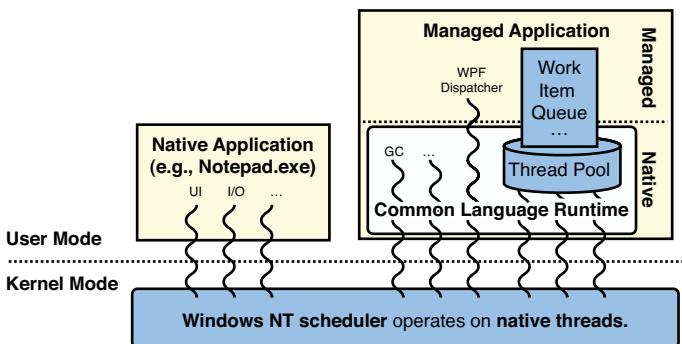 Managed Application
Managed
WPF
Dispatcher
Work
Item
Queue
...
Native Application
(e.g., Notepad.exe)
UI I/O ...
GC ...
Thread Pool
Native
Common Language Runtime
User Mode
Kernel Mode
Windows NT scheduler operates on native threads.